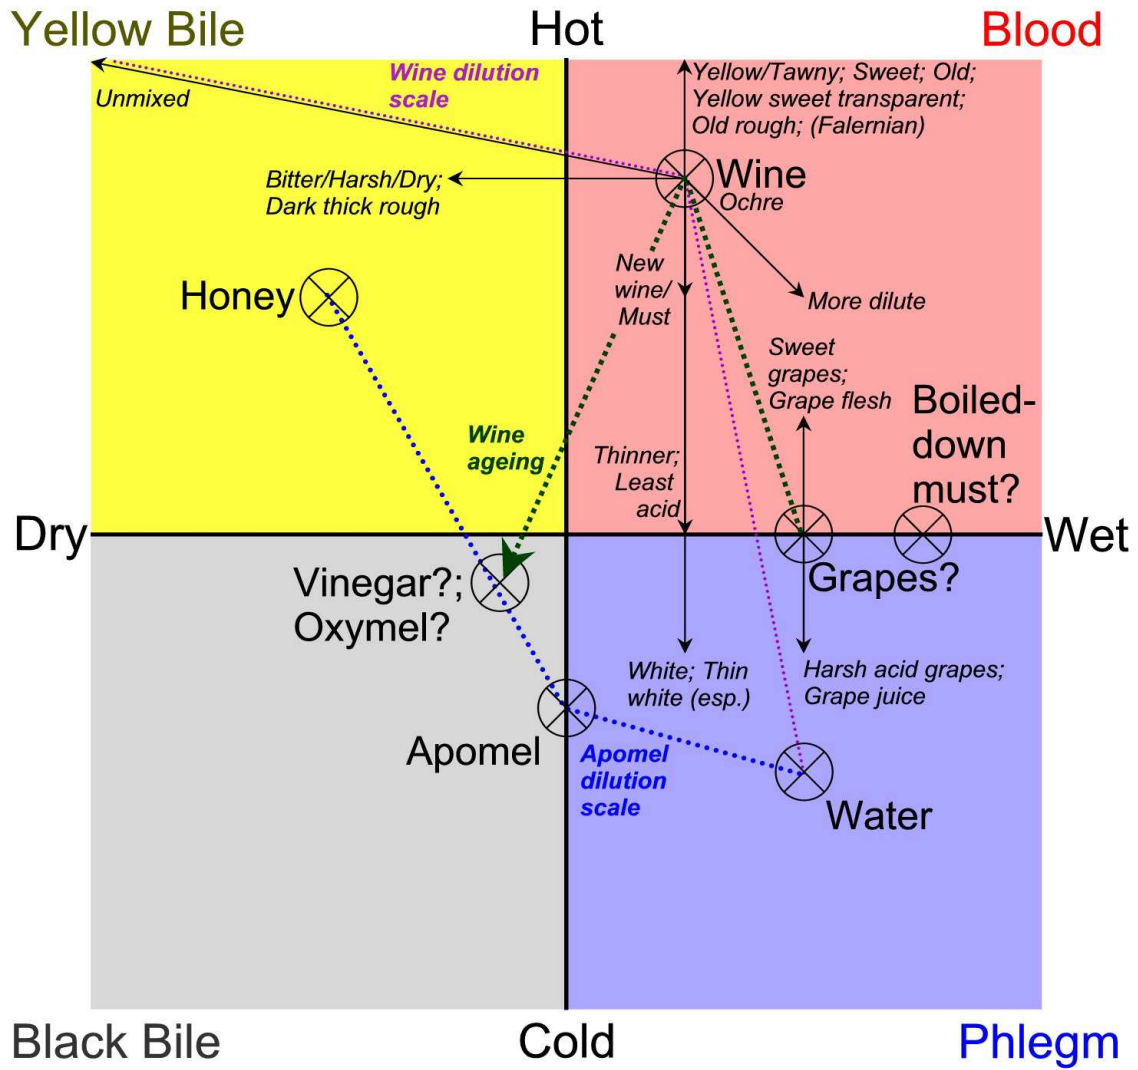 Yellow Bile
Hot
Blood
Wine dilution
scale
Unmixed
Yellow/Tawny; Sweet; Old;
Yellow sweet transparent;
Old rough; (Falernian)
Bitter/Harsh/Dry;
Dark thick rough
Wine
Ochre
New
wine/
Must
Honey
More dilute
Sweet
grapes;
Grape flesh
Boiled-
down
must?
Wine
ageing
Thinner;
Least
acid
Dry
Wet
Vinegar?;
Oxymel?
Grapes?
White; Thin
white (esp.)
Harsh acid grapes;
Grape juice
Apomel
Apomel
dilution
scale
Water
Black Bile
Cold
Phlegm